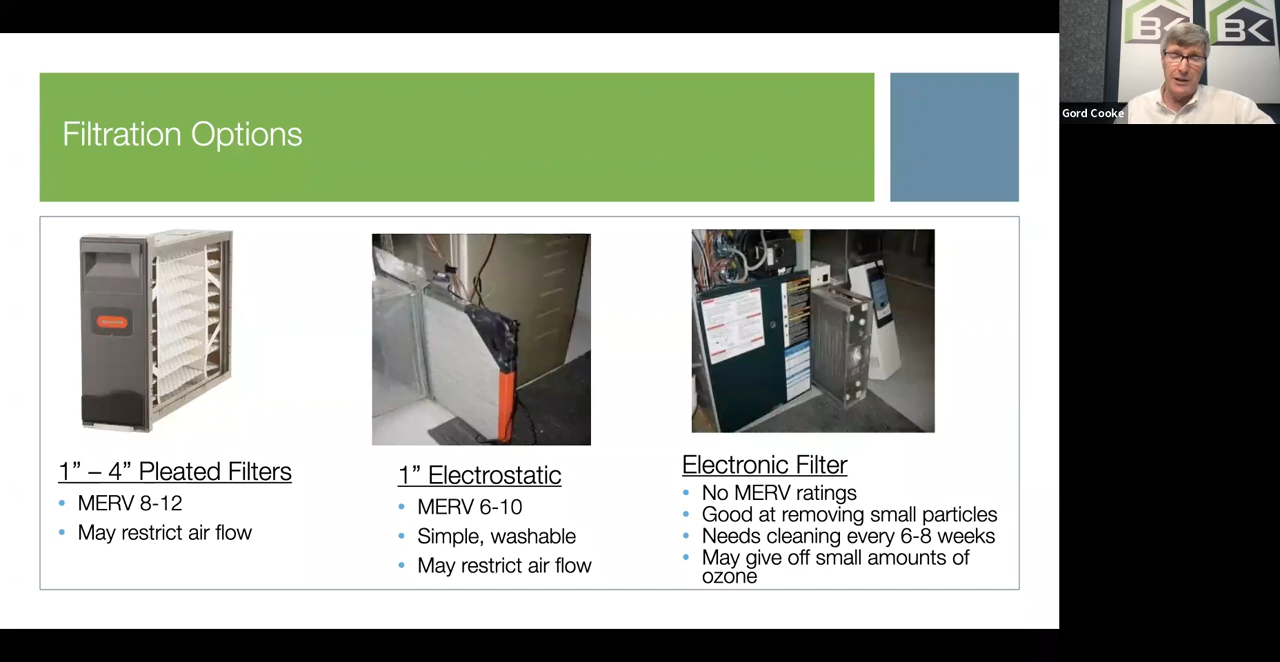 Filtration Options
BK
BK
Gord Cooke
1” – 4” Pleated Filters
MERV 8-12
May restrict air flow
1” Electrostatic
MERV 6-10
Simple, washable
May restrict air flow
Electronic Filter
No MERV ratings
Good at removing small particles
Needs cleaning every 6-8 weeks
May give off small amounts of
ozone